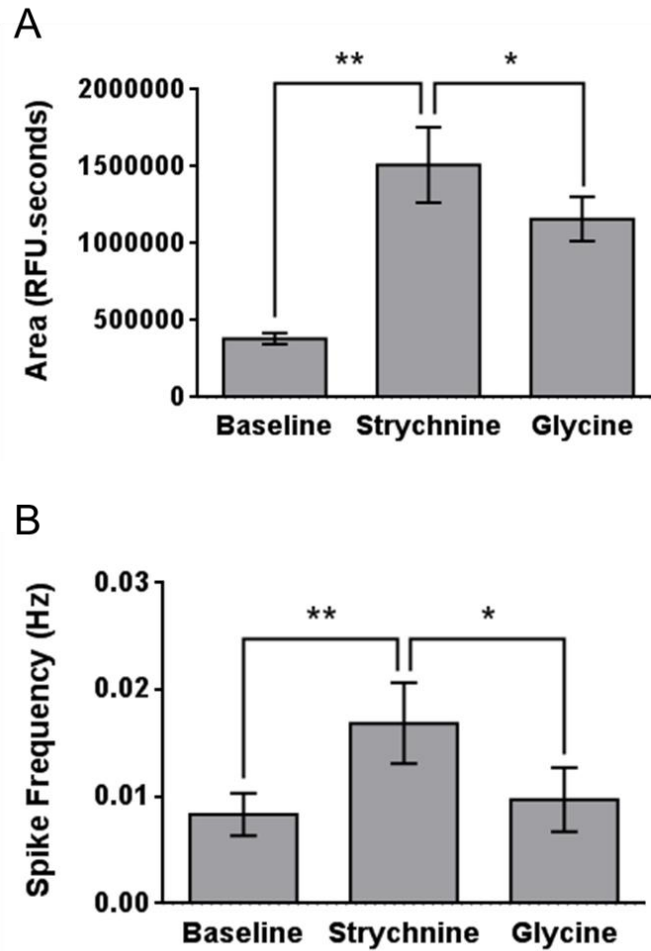 A
** *
2000000
1500000
1000000
500000
0
Area (RFU.seconds)
Baseline Strychnine Glycine
B
** *
0.03
0.02
0.01
0.00
Spike Frequency (Hz)
Baseline Strychnine Glycine